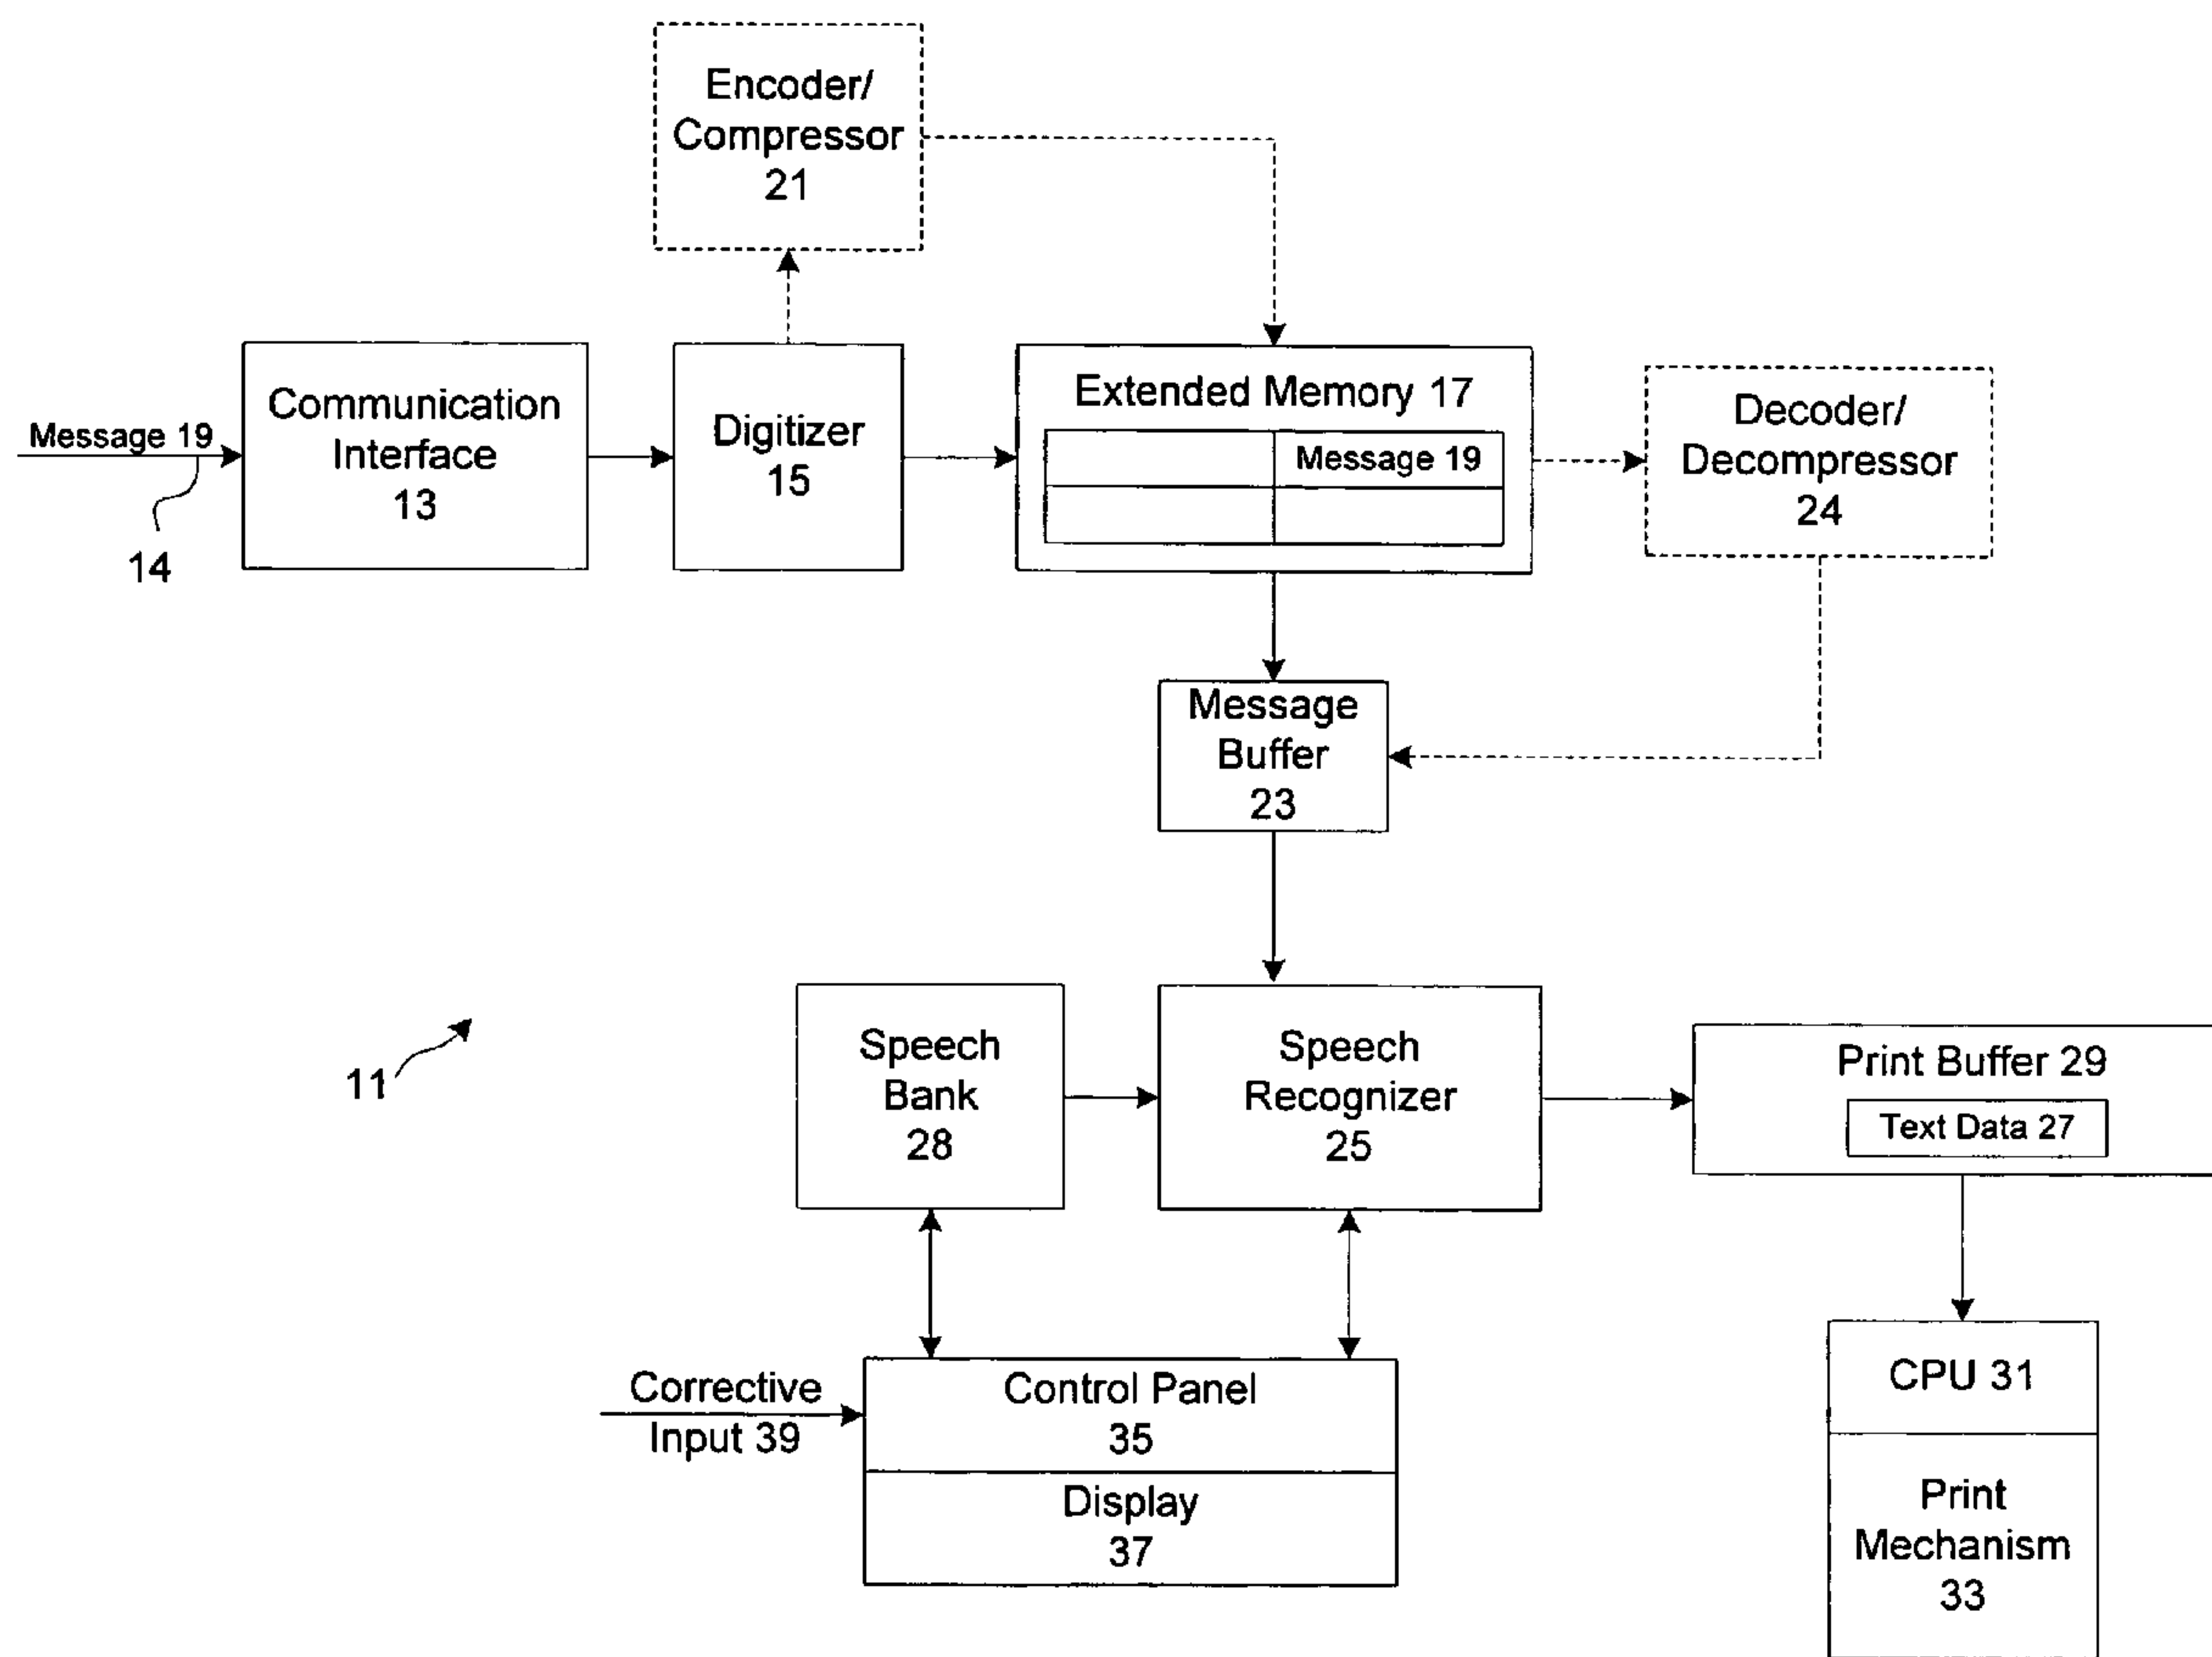 Encoder/
Compressor
21
Message 19
14
Communication
Interface
13
Digitizer
15
Extended Memory 17
Message 19
Decoder/
Decompressor
24
Message
Buffer
23
11
Speech
Bank
28
Speech
Recognizer
25
Print Buffer 29
Text Data 27
Corrective
Input 39
Control Panel
35
Display
37
CPU 31
Print
Mechanism
33